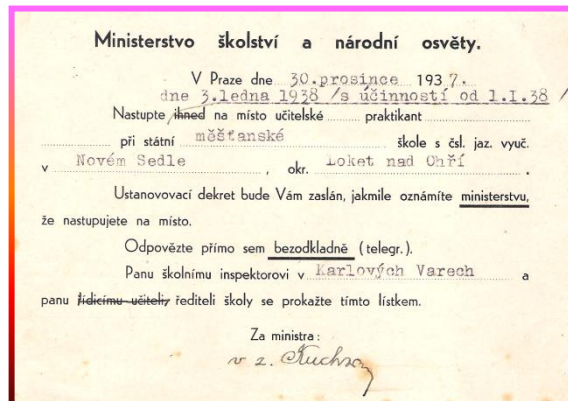 Ministerstvo školství a národní osvěty.
V Praze dne 30.prosince 1937.
dne 3.ledna 1938 /s účinností od 1.I.38 /
Nastupte ihned na místo učitelské praktikant
při státní měšťanské škole s čsl. jaz. vyuč.
v Novém Sedle , okr. Loket nad Ohří .
Ustanovovací dekret bude Vám zaslán, jakmile oznámíte ministerstvu,
že nastupujete na místo.
Odpovězte přímo sem bezodkladně (telegr.).
Panu školnímu inspektorovi v Karlových Varech a
panu řídicímu učiteli, řediteli školy se prokažte tímto lístkem.
Za ministra:
v z.